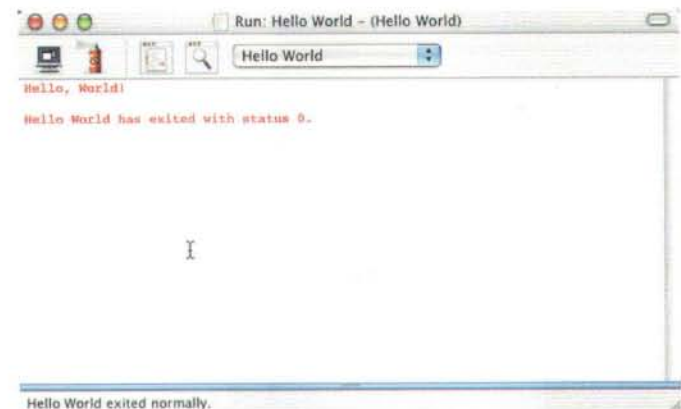 Run: Hello World – (Hello World)
Hello World
Hello, World!
Hello World has exited with status 0.
Hello World exited normally.